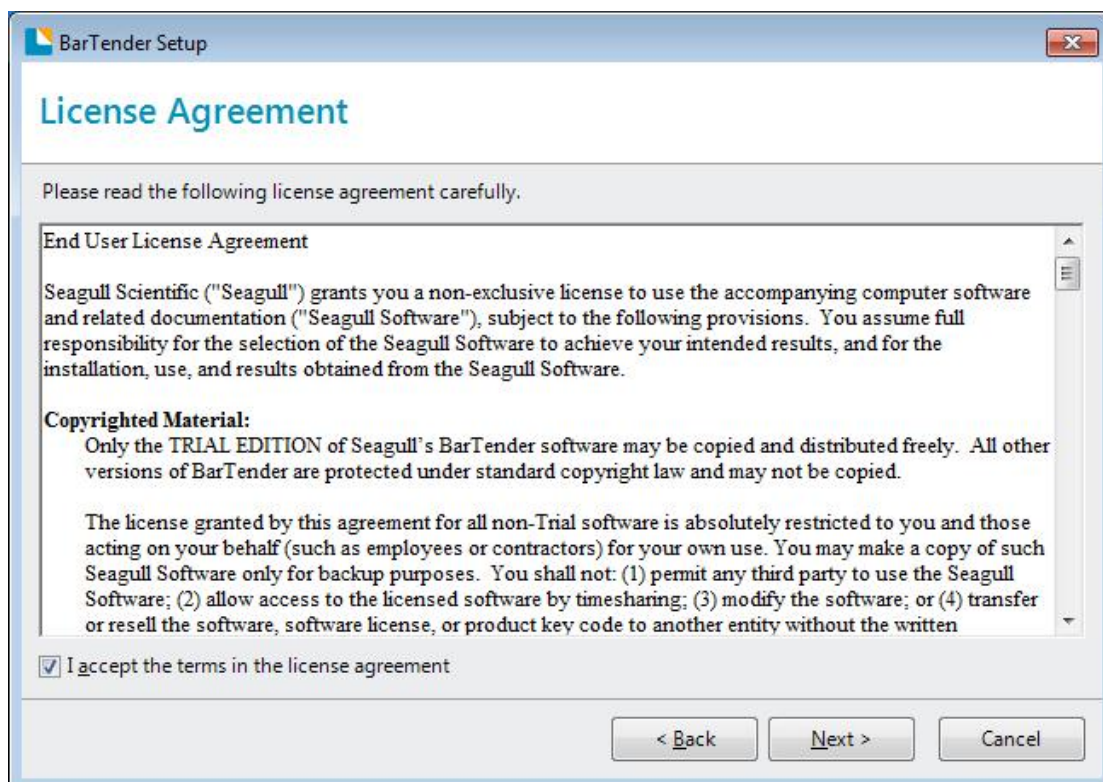 BarTender Setup
License Agreement
Please read the following license agreement carefully.
End User License Agreement
Seagull Scientific ("Seagull") grants you a non-exclusive license to use the accompanying computer software
and related documentation ("Seagull Software"), subject to the following provisions.  You assume full
responsibility for the selection of the Seagull Software to achieve your intended results, and for the
installation, use, and results obtained from the Seagull Software.
Copyrighted Material:
Only the TRIAL EDITION of Seagull's BarTender software may be copied and distributed freely.  All other
versions of BarTender are protected under standard copyright law and may not be copied.
The license granted by this agreement for all non-Trial software is absolutely restricted to you and those
acting on your behalf (such as employees or contractors) for your own use. You may make a copy of such
Seagull Software only for backup purposes.  You shall not: (1) permit any third party to use the Seagull
Software; (2) allow access to the licensed software by timesharing; (3) modify the software; or (4) transfer
or resell the software, software license, or product key code to another entity without the written
I accept the terms in the license agreement
< Back
Next >
Cancel